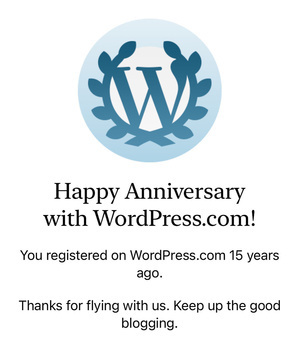 W
Happy Anniversary
with WordPress.com!
You registered on WordPress.com 15 years
ago.
Thanks for flying with us. Keep up the good
blogging.